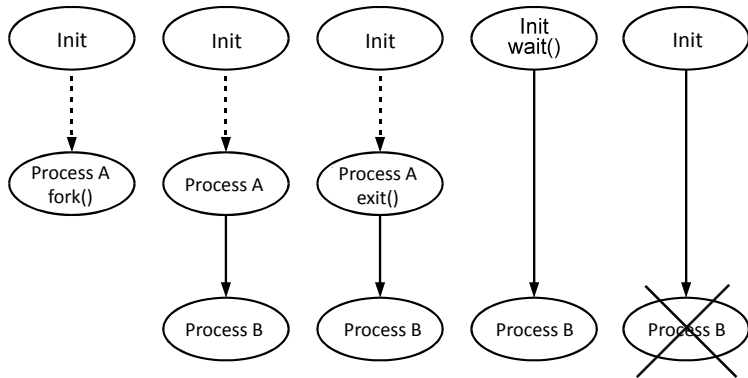 Init
Init
Init
Init
wait()
Init
Process A
fork()
Process A
Process A
exit()
Process B
Process B
Process B
Process B